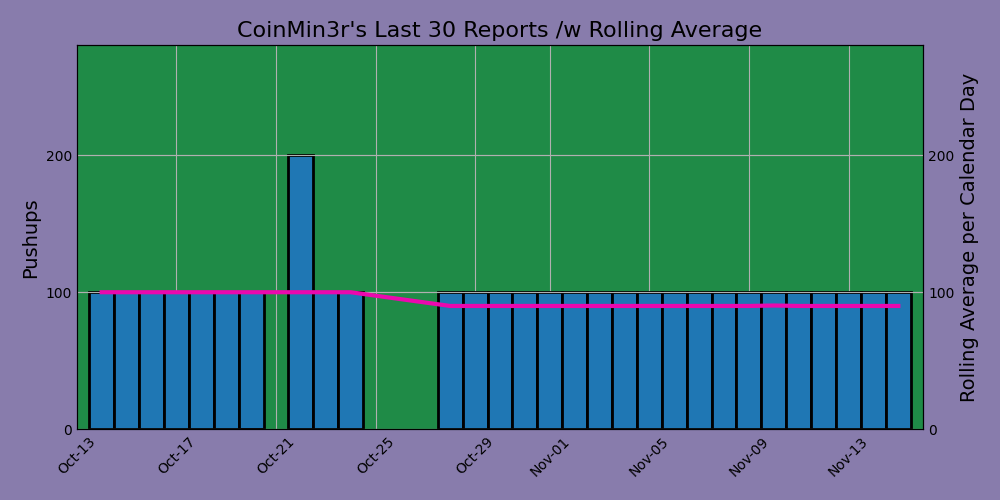 CoinMin3r's Last 30 Reports /w Rolling Average
Pushups
200
100
0
200
100
0
Rolling Average per Calendar Day
Oct-13
Oct-17
Oct-21
Oct-25
Oct-29
Nov-01
Nov-05
Nov-09
Nov-13